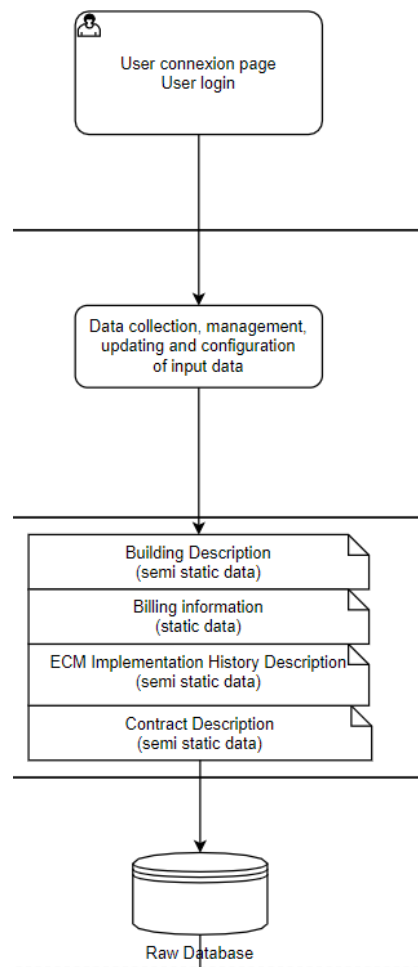 User connexion page
User login
Data collection, management,
updating and configuration
of input data
Building Description
(semi static data)
Billing information
(static data)
ECM Implementation History Description
(semi static data)
Contract Description
(semi static data)
Raw Database